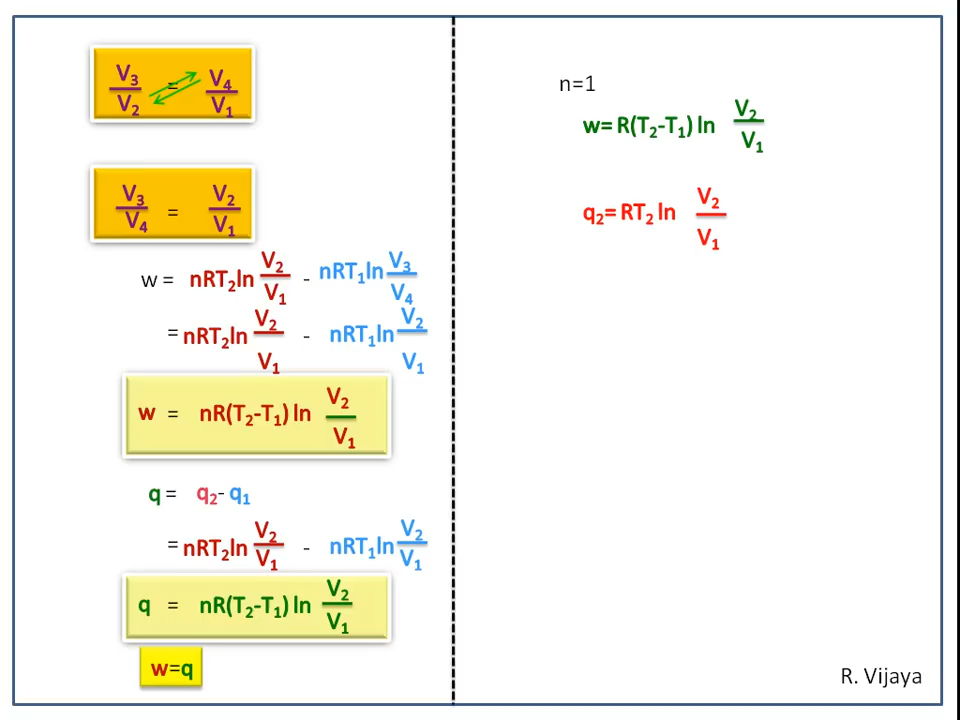 V₃/V₂ = V₄/V₁
V₃/V₄ = V₂/V₁
w = nRT₂ln V₂/V₁ - nRT₁ln V₃/V₄
= nRT₂ln V₂/V₁ - nRT₁ln V₂/V₁
w = nR(T₂-T₁) ln V₂/V₁
q = q₂- q₁
= nRT₂ln V₂/V₁ - nRT₁ln V₂/V₁
q = nR(T₂-T₁) ln V₂/V₁
w=q
n=1
w= R(T₂-T₁) ln V₂/V₁
q₂= RT₂ ln V₂/V₁
R. Vijaya